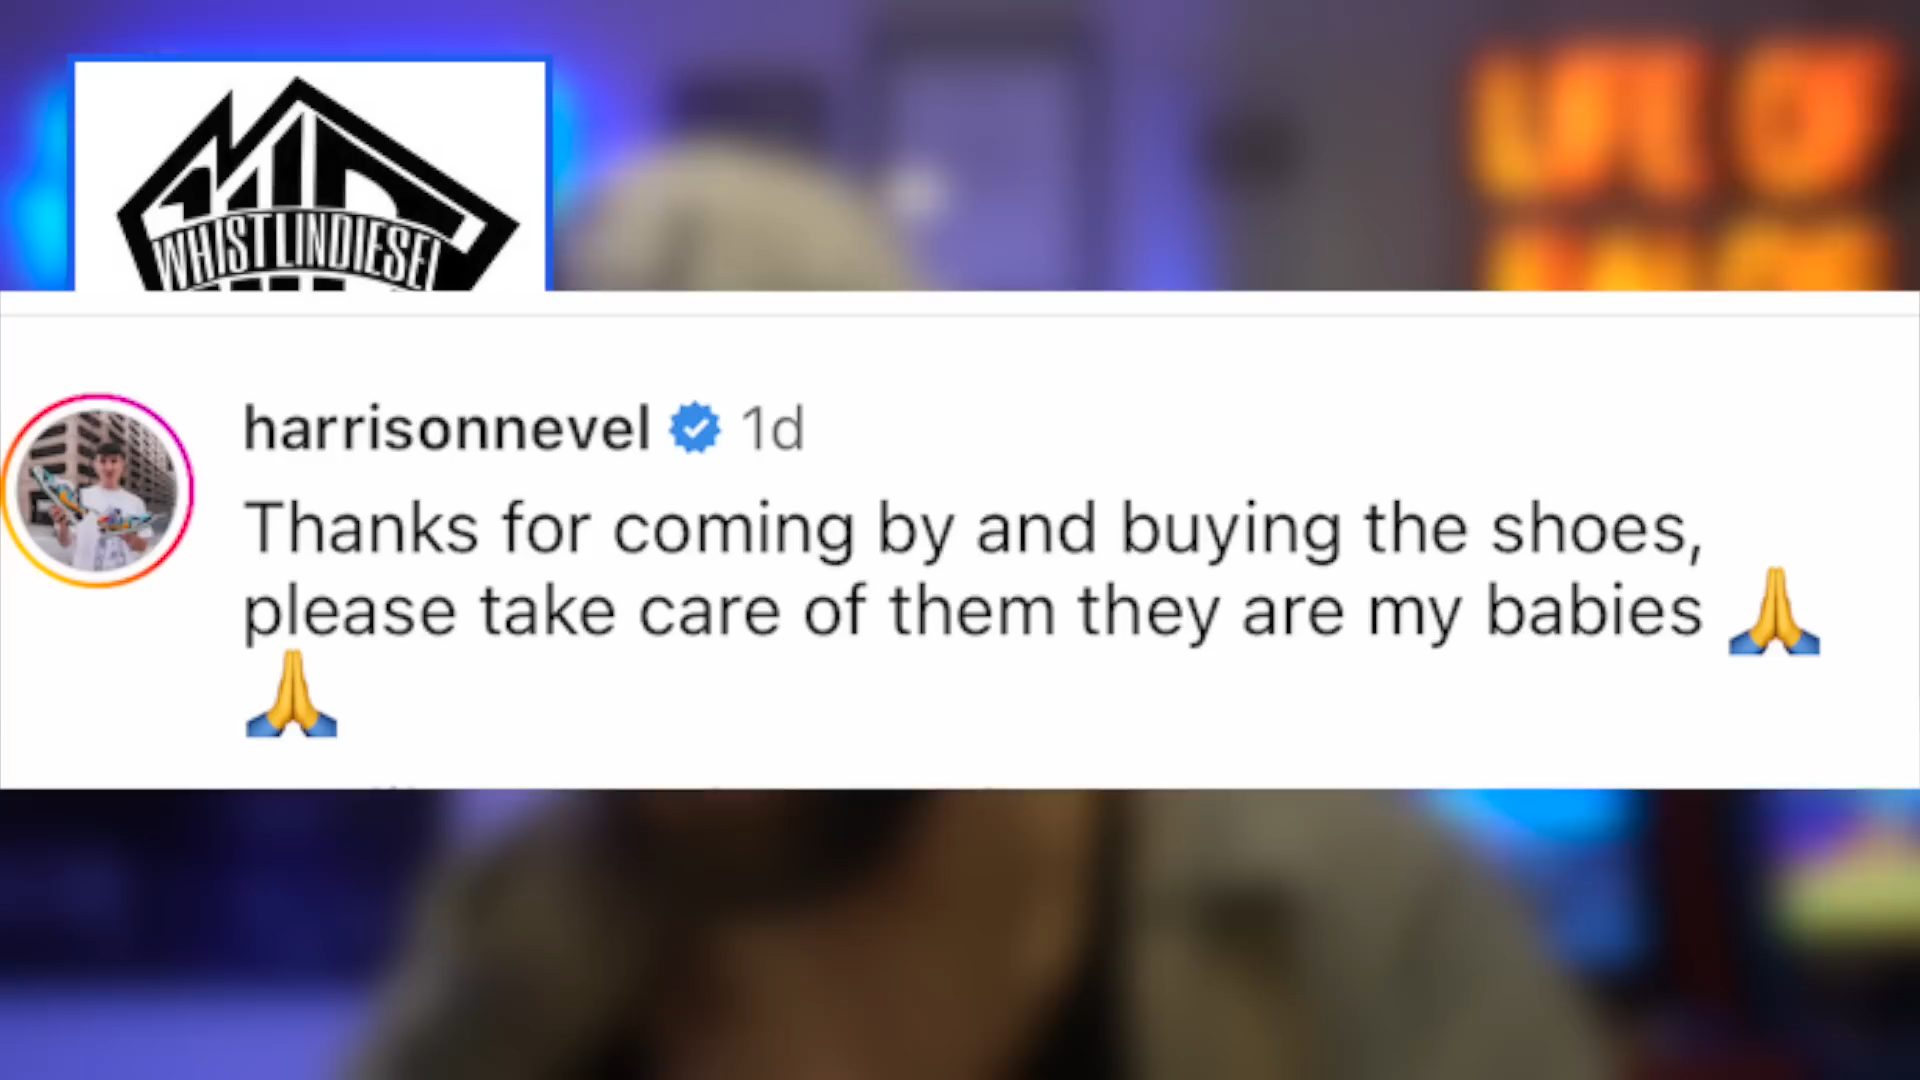 WHISTLINDIESEL
harrisonnevel 1d
Thanks for coming by and buying the shoes,
please take care of them they are my babies 🙏
🙏